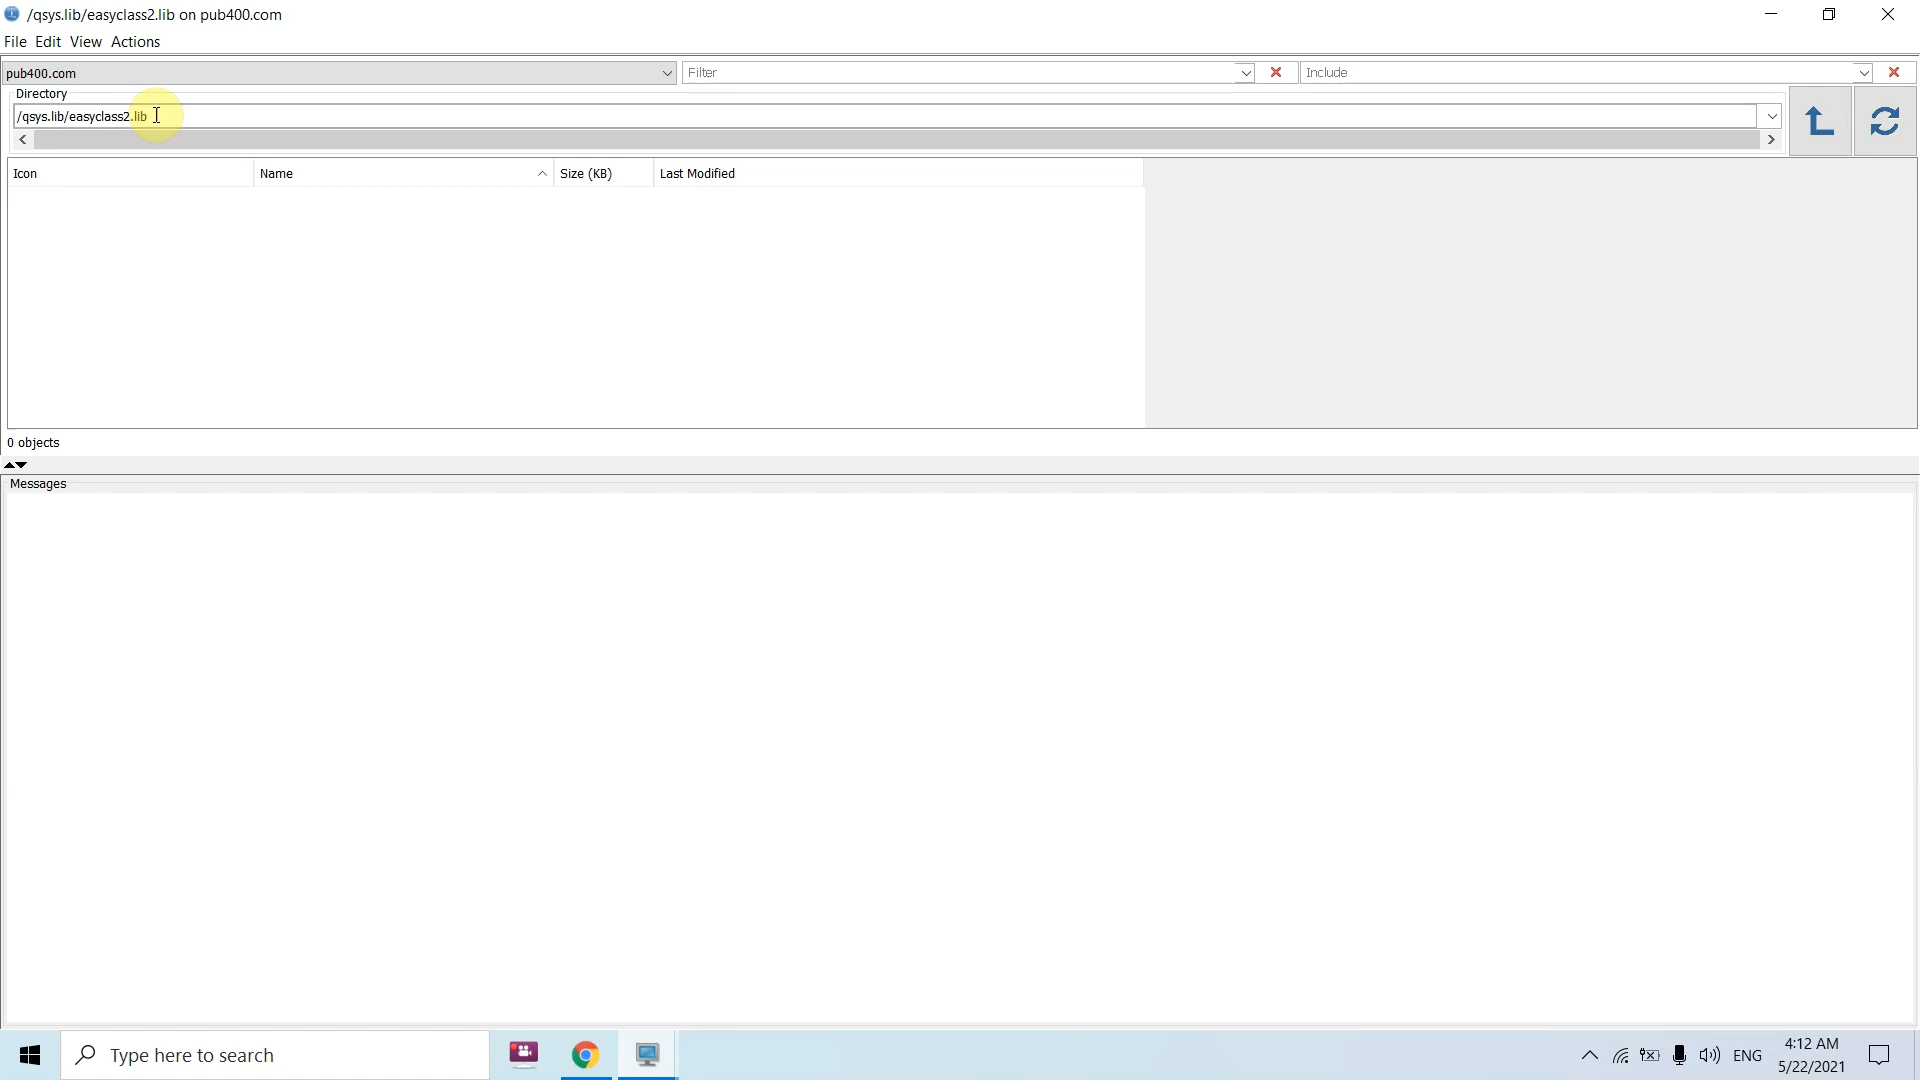 /qsys.lib/easyclass2.lib on pub400.com
File Edit View Actions
pub400.com Filter Include
Directory
/qsys.lib/easyclass2.lib
Icon Name Size (KB) Last Modified
0 objects
Messages
Type here to search
ENG
4:12 AM
5/22/2021